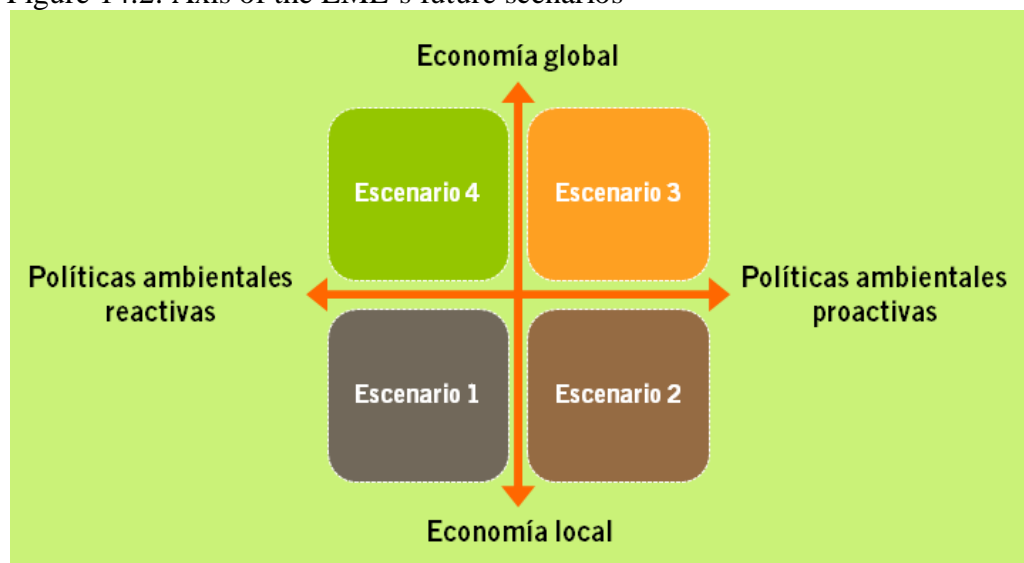 Figure 14.2: Axis of the EME's future scenarios
Economía global
Escenario 4
Escenario 3
Políticas ambientales
reactivas
Políticas ambientales
proactivas
Escenario 1
Escenario 2
Economía local